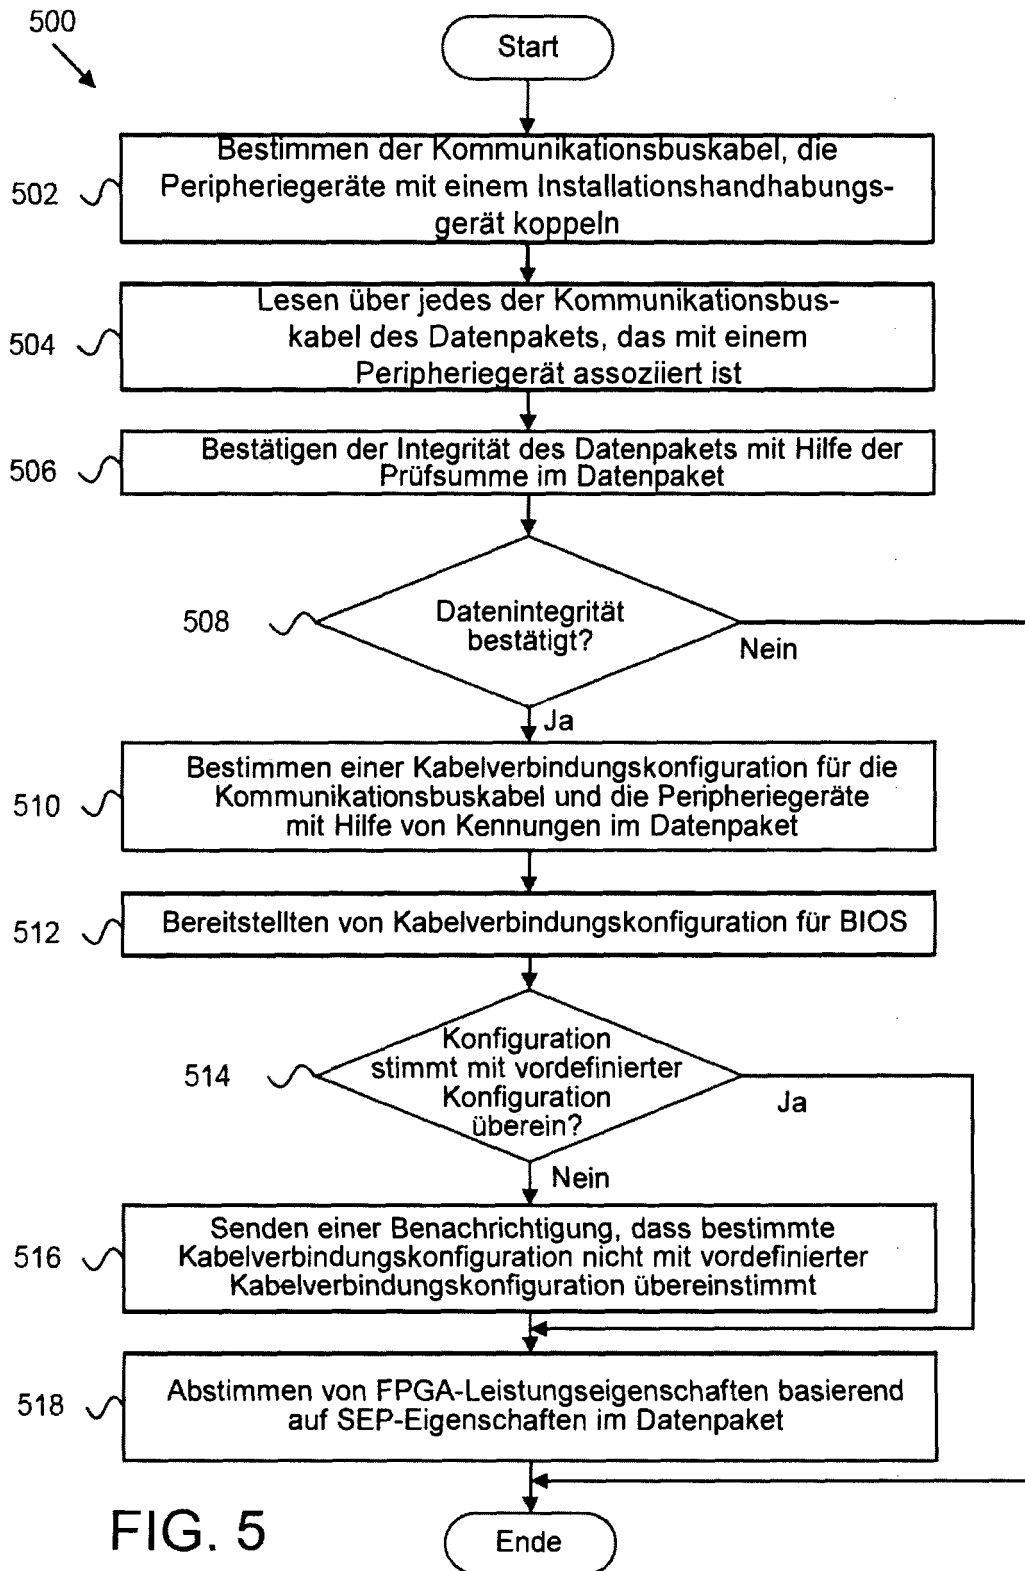 500
Start
502
Bestimmen der Kommunikationsbuskabel, die
Peripheriegeräte mit einem Installationshandhabungs-
gerät koppeln
504
Lesen über jedes der Kommunikationsbus-
kabel des Datenpakets, das mit einem
Peripheriegerät assoziiert ist
506
Bestätigen der Integrität des Datenpakets mit Hilfe der
Prüfsumme im Datenpaket
508
Datenintegrität
bestätigt?
Nein
Ja
510
Bestimmen einer Kabelverbindungskonfiguration für die
Kommunikationsbuskabel und die Peripheriegeräte
mit Hilfe von Kennungen im Datenpaket
512
Bereitstellten von Kabelverbindungskonfiguration für BIOS
514
Konfiguration
stimmt mit vordefinierter
Konfiguration
überein?
Ja
Nein
516
Senden einer Benachrichtigung, dass bestimmte
Kabelverbindungskonfiguration nicht mit vordefinierter
Kabelverbindungskonfiguration übereinstimmt
518
Abstimmen von FPGA-Leistungseigenschaften basierend
auf SEP-Eigenschaften im Datenpaket
FIG. 5
Ende